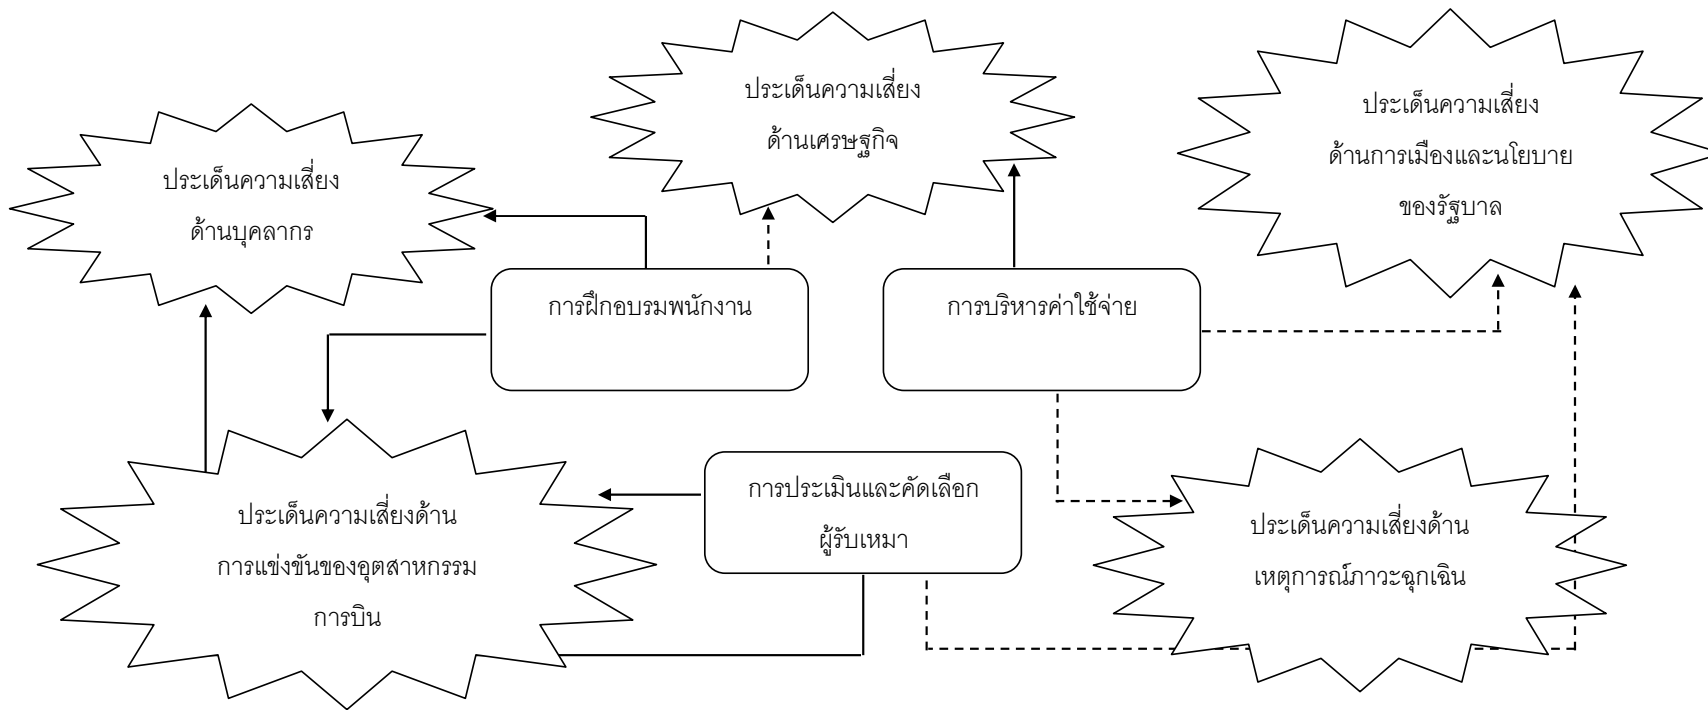 ประเด็นความเสี่ยง
ด้านเศรษฐกิจ
ประเด็นความเสี่ยง
ด้านการเมืองและนโยบาย
ของรัฐบาล
ประเด็นความเสี่ยง
ด้านบุคลากร
การฝึกอบรมพนักงาน
การบริหารค่าใช้จ่าย
การประเมินและคัดเลือก
ผู้รับเหมา
ประเด็นความเสี่ยงด้าน
การแข่งขันของอุตสาหกรรม
การบิน
ประเด็นความเสี่ยงด้าน
เหตุการณ์ภาวะฉุกเฉิน